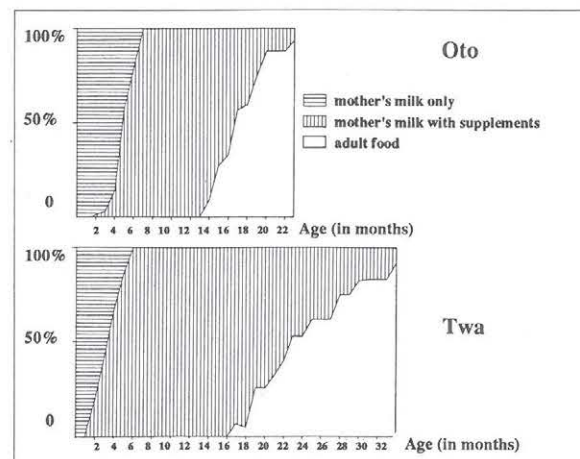 100%
Oto
mother's milk only
50%
mother's milk with supplements
adult food
0
2 4 6 8 10 12 14 16 18 20 22 Age (in months)
100%
50%
Twa
0
2 4 6 8 10 12 14 16 18 20 22 24 26 28 30 32 Age (in months)